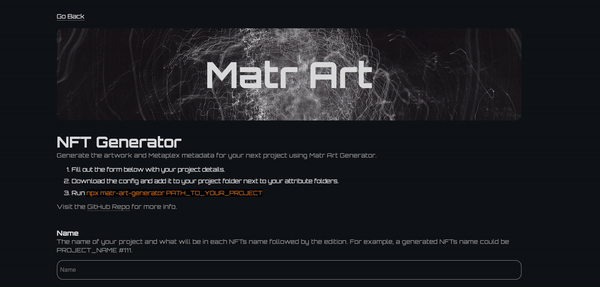 Go Back
Matr Art
NFT Generator
Generate the artwork and Metaplex metadata for your next project using Matr Art Generator.
1. Fill out the form below with your project details.
2. Download the config and add it to your project folder next to your attribute folders.
3. Run npx matr-art-generator PATH_TO_YOUR_PROJECT
Visit the GitHub Repo for more info.
Name
The name of your project and what will be in each NFTs name followed by the edition. For example, a generated NFTs name could be
PROJECT_NAME #111.
Name